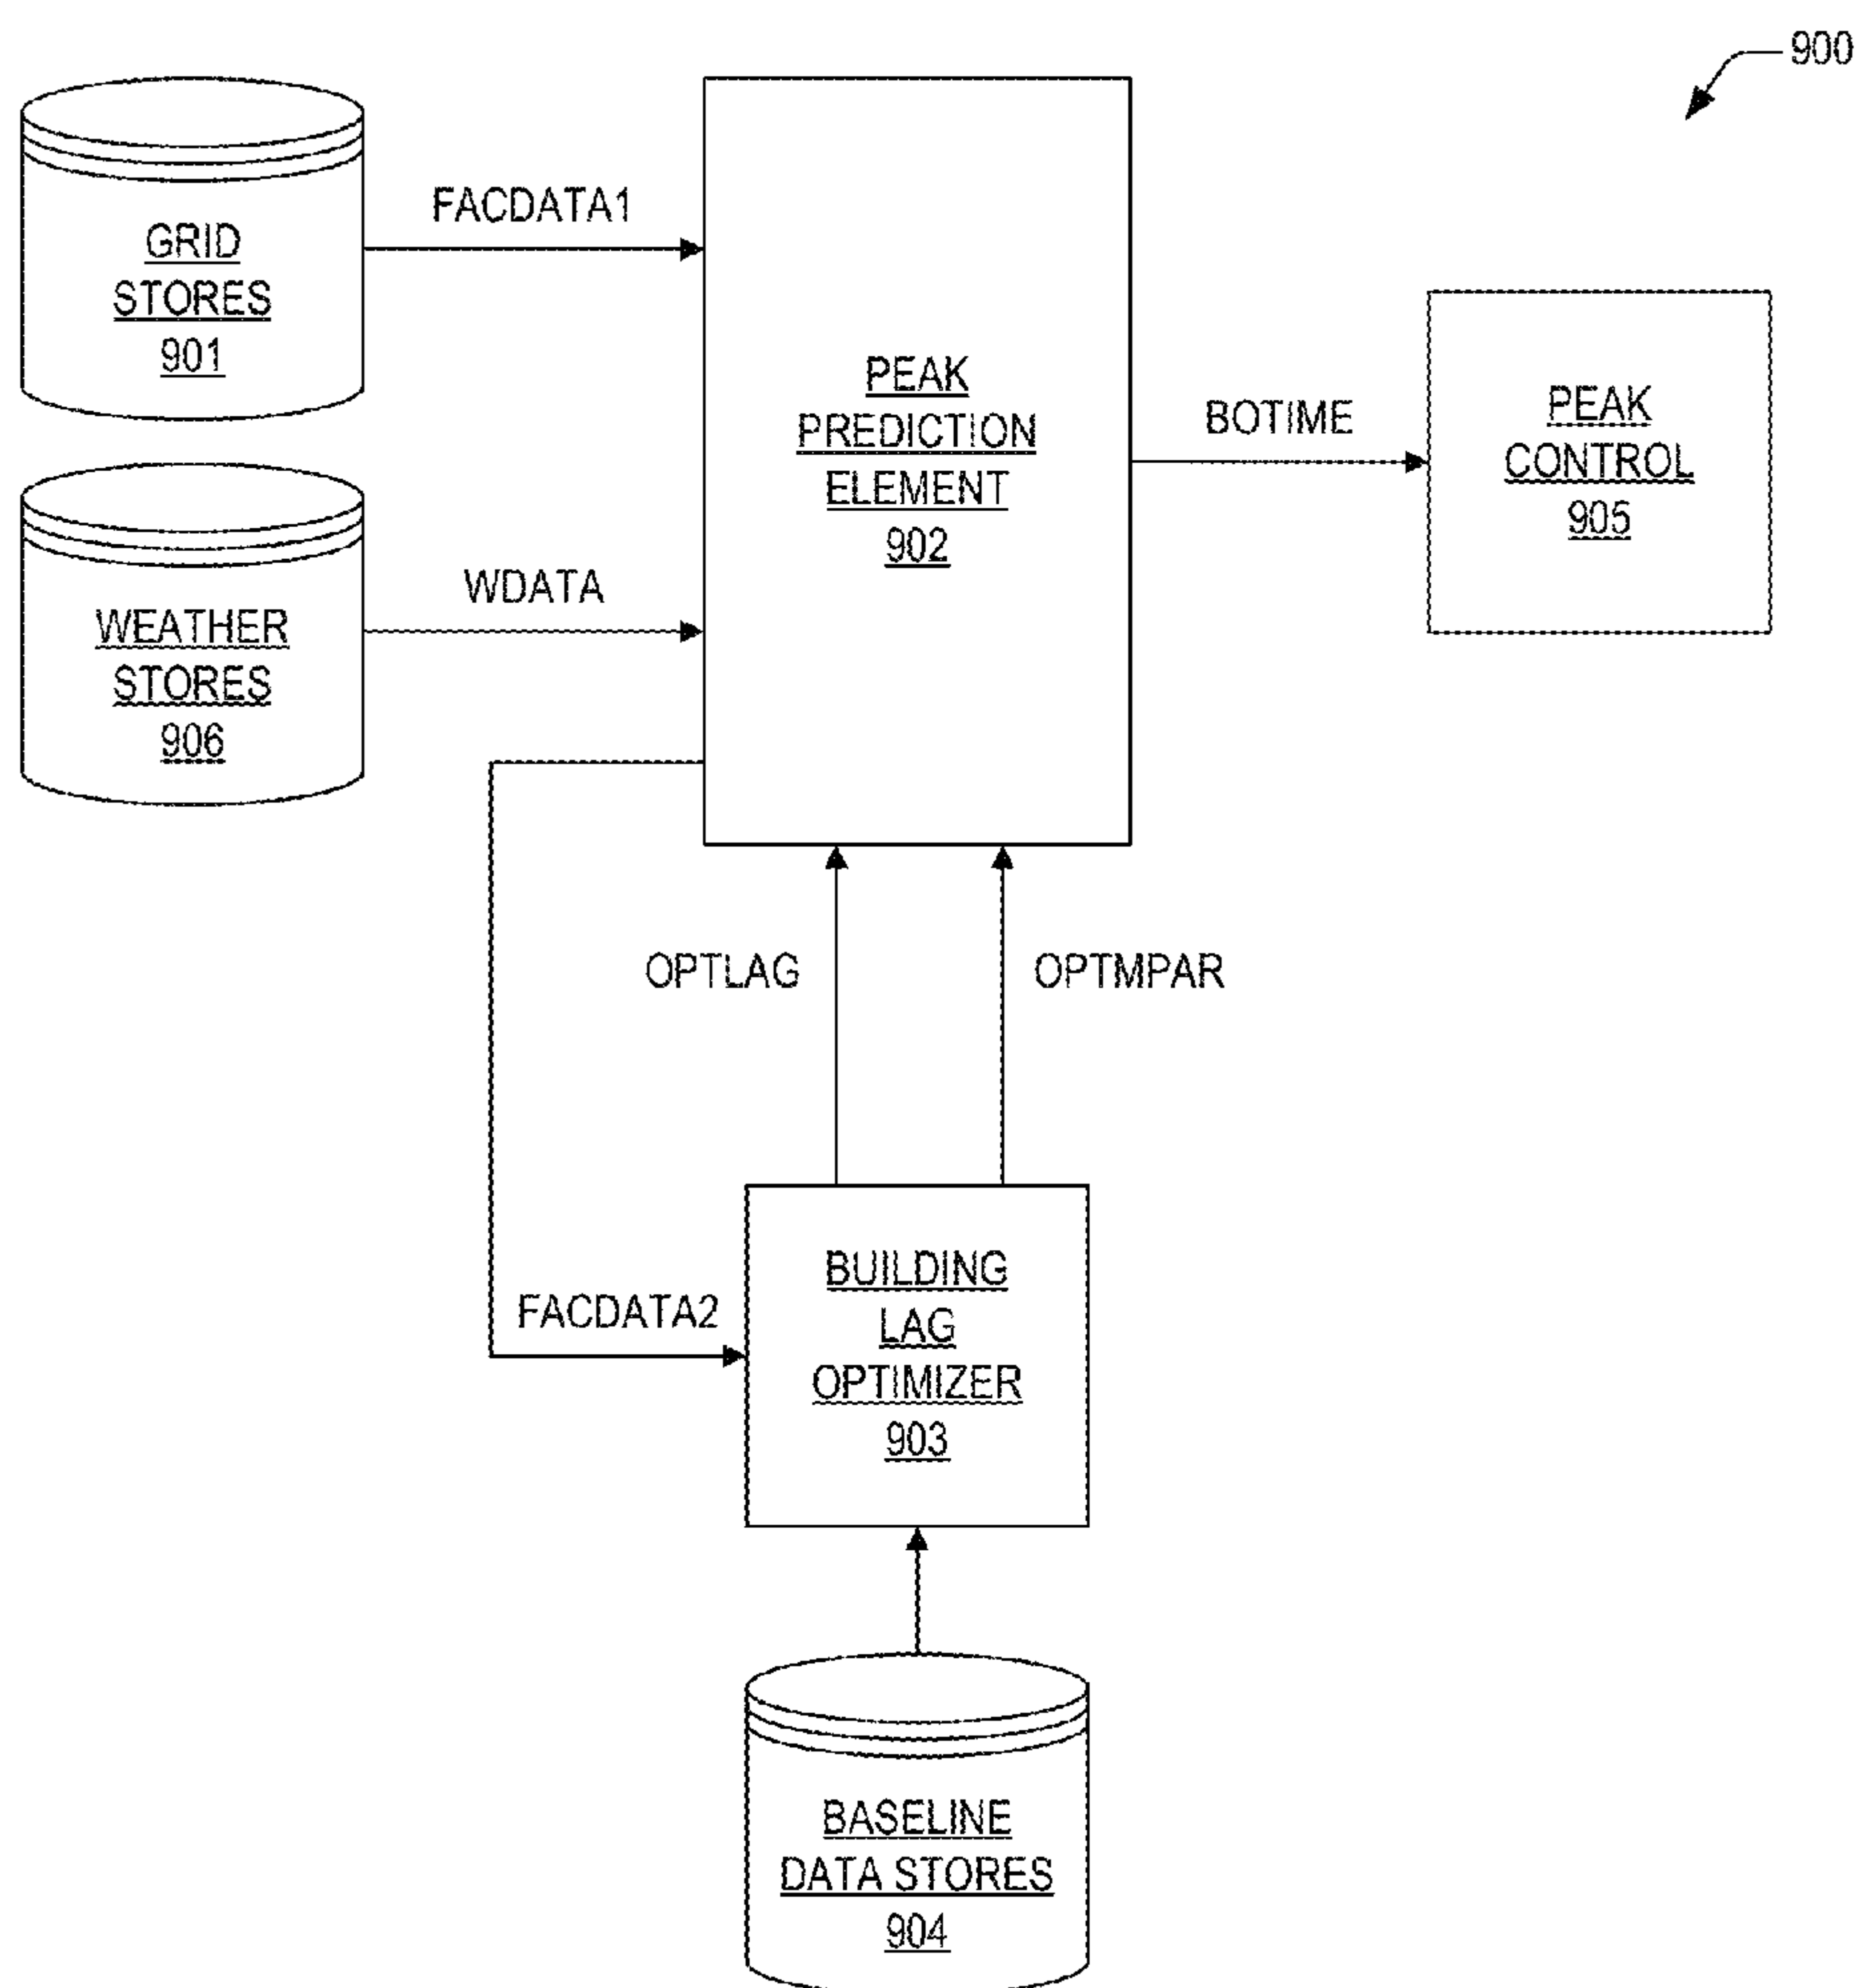 900
GRID
STORES
901
FACDATA1
PEAK
PREDICTION
ELEMENT
902
BOTIME
PEAK
CONTROL
905
WEATHER
STORES
906
WDATA
OPTLAG
OPTMPAR
FACDATA2
BUILDING
LAG
OPTIMIZER
903
BASELINE
DATA STORES
904